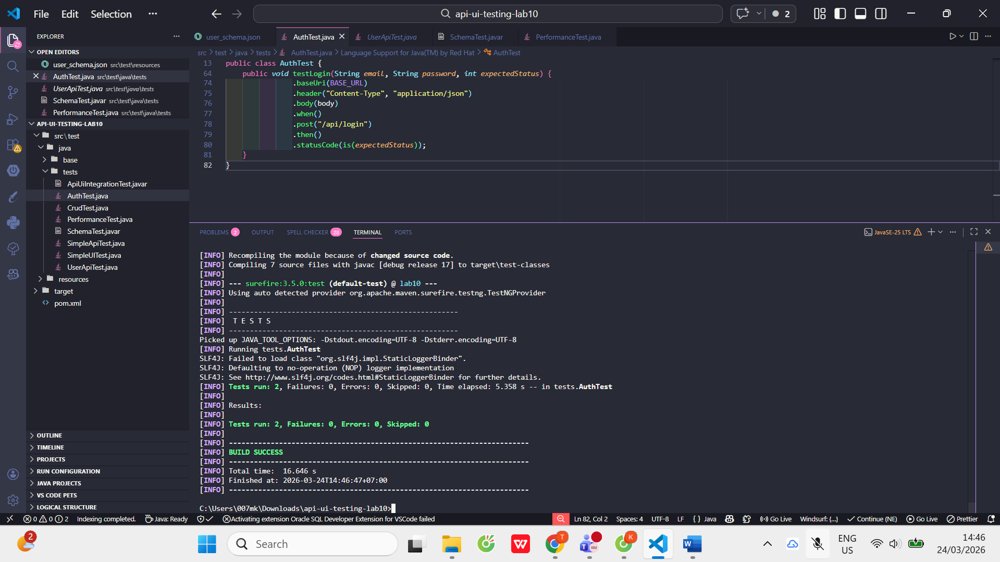 File Edit Selection ···
api-ui-testing-lab10
2
EXPLORER
user_schema.json
AuthTest.java
UserApiTest.java
SchemaTest.javar
PerformanceTest.java
OPEN EDITORS
user_schema.json src\test\resources
AuthTest.java src\test\java\tests
UserApiTest.java src\test\java\tests
SchemaTest.javar src\test\java\tests
PerformanceTest.java src\test\java\tests
API-UI-TESTING-LAB10
src\test
java
base
tests
ApiUiIntegrationTest.javar
AuthTest.java
CrudTest.java
PerformanceTest.java
SchemaTest.javar
SimpleApiTest.java
SimpleUITest.java
UserApiTest.java
resources
target
pom.xml
OUTLINE
TIMELINE
PROJECTS
RUN CONFIGURATION
JAVA PROJECTS
VS CODE PETS
LOGICAL STRUCTURE
src > test > java > tests > AuthTest.java > Language Support for Java(TM) by Red Hat > AuthTest
13 public class AuthTest {
64 public void testLogin(String email, String password, int expectedStatus) {
74 .baseUri(BASE_URL)
75 .header("Content-Type", "application/json")
76 .body(body)
77 .when()
78 .post("/api/login")
79 .then()
80 .statusCode(is(expectedStatus));
81 }
82 }
PROBLEMS 2 OUTPUT SPELL CHECKER 28 TERMINAL PORTS
JavaSE-25 LTS
[INFO] Recompiling the module because of changed source code.
[INFO] Compiling 7 source files with javac [debug release 17] to target\test-classes
[INFO]
[INFO] --- surefire:3.5.0:test (default-test) @ lab10 ---
[INFO] Using auto detected provider org.apache.maven.surefire.testng.TestNGProvider
[INFO]
[INFO] -------------------------------------------------------
[INFO]  T E S T S
[INFO] -------------------------------------------------------
Picked up JAVA_TOOL_OPTIONS: -Dstdout.encoding=UTF-8 -Dstderr.encoding=UTF-8
[INFO] Running tests.AuthTest
SLF4J: Failed to load class "org.slf4j.impl.StaticLoggerBinder".
SLF4J: Defaulting to no-operation (NOP) logger implementation
SLF4J: See http://www.slf4j.org/codes.html#StaticLoggerBinder for further details.
[INFO] Tests run: 2, Failures: 0, Errors: 0, Skipped: 0, Time elapsed: 5.358 s -- in tests.AuthTest
[INFO]
[INFO] Results:
[INFO]
[INFO] Tests run: 2, Failures: 0, Errors: 0, Skipped: 0
[INFO]
[INFO] ------------------------------------------------------------------------
[INFO] BUILD SUCCESS
[INFO] ------------------------------------------------------------------------
[INFO] Total time:  16.646 s
[INFO] Finished at: 2026-03-24T14:46:47+07:00
[INFO] ------------------------------------------------------------------------
C:\Users\007mk\Downloads\api-ui-testing-lab10>
0 0 2 Indexing completed. Java: Ready Activating extension Oracle SQL Developer Extension for VSCode failed Ln 82, Col 2 Spaces: 4 UTF-8 LF { } Java Go Live Windsurf: {...} Continue (NE) Go Live Prettier
2
Search
T
T KM
K
W
ENG
US
14:46
24/03/2026